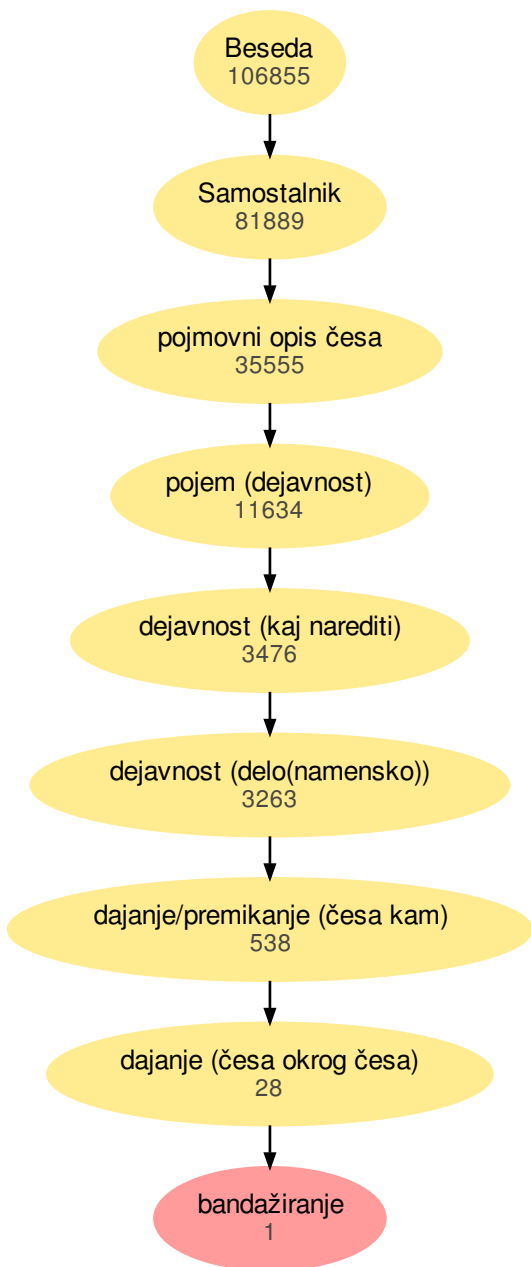 Beseda
106855
Samostalnik
81889
pojmovni opis česa
35555
pojem (dejavnost)
11634
dejavnost (kaj narediti)
3476
dejavnost (delo(namensko))
3263
dajanje/premikanje (česa kam)
538
dajanje (česa okrog česa)
28
bandažiranje
1